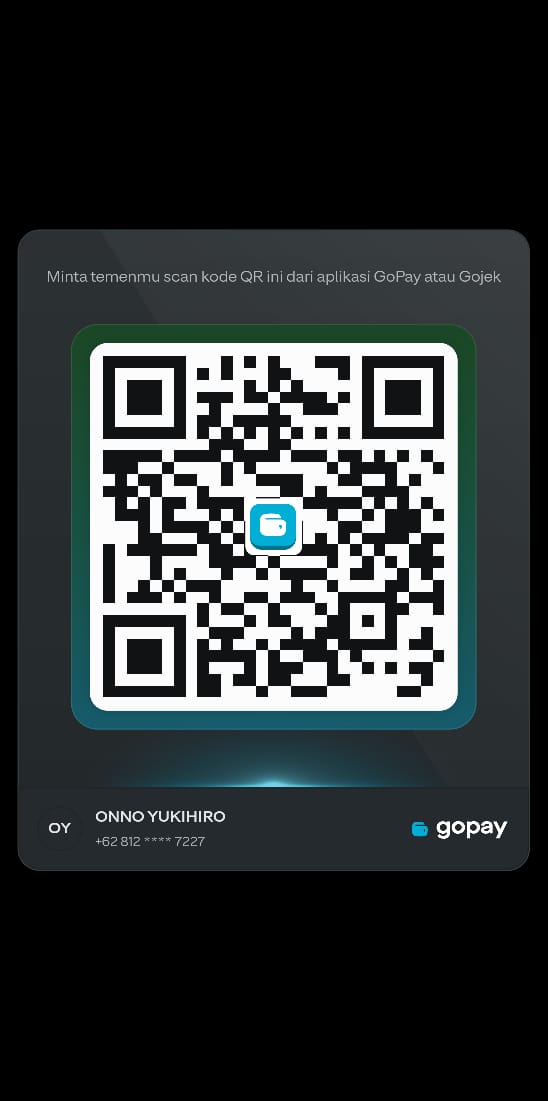 Minta temenmu scan kode QR ini dari aplikasi GoPay atau Gojek
OY
ONNO YUKIHIRO
+62 812 **** 7227
gopay